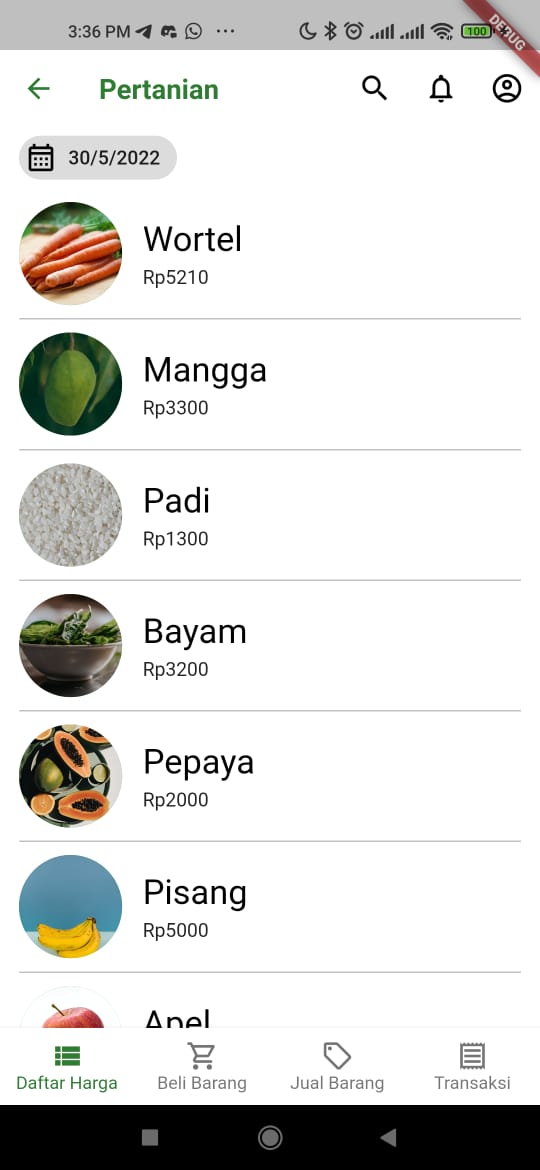 3:36 PM
100
DEBUG
Pertanian
30/5/2022
Wortel
Rp5210
Mangga
Rp3300
Padi
Rp1300
Bayam
Rp3200
Pepaya
Rp2000
Pisang
Rp5000
Apel
Daftar Harga
Beli Barang
Jual Barang
Transaksi